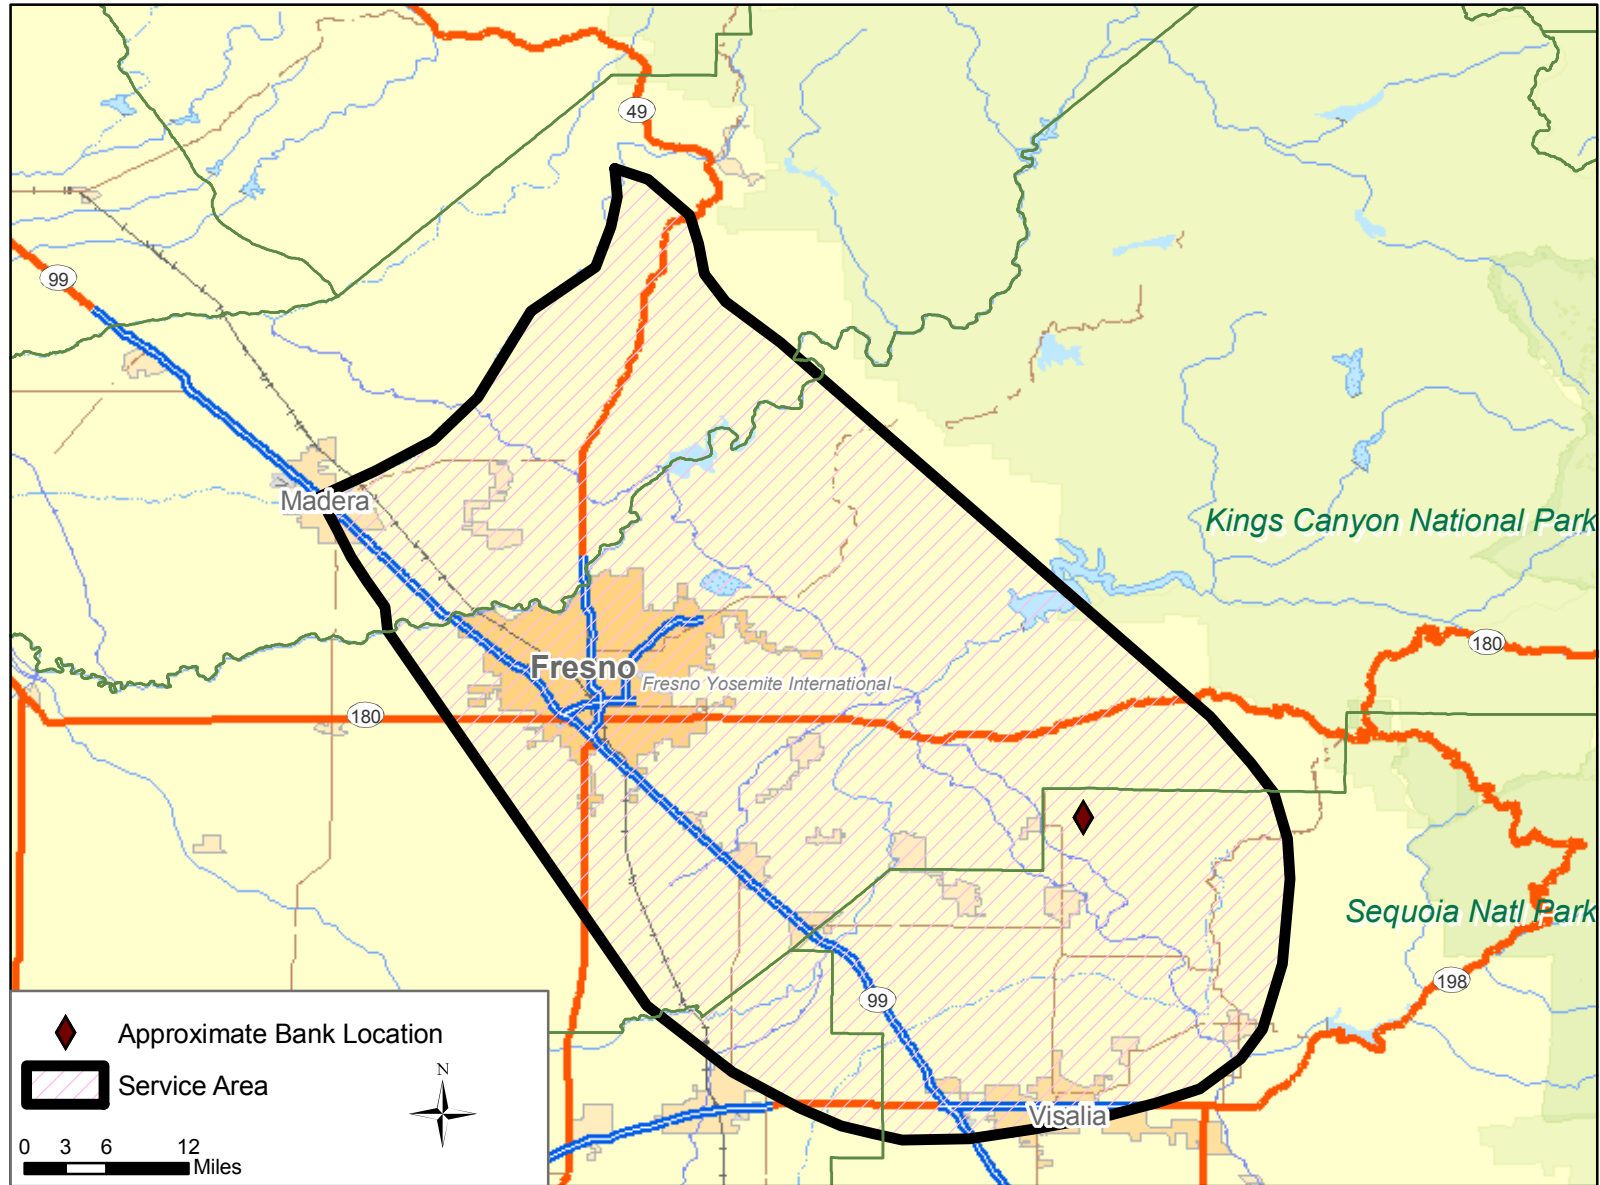 49
99
Madera
Kings Canyon National Park
180
Fresno
Fresno Yosemite International
180
Sequoia Natl Park
198
99
Visalia
Approximate Bank Location
Service Area
N
0 3 6 12
Miles